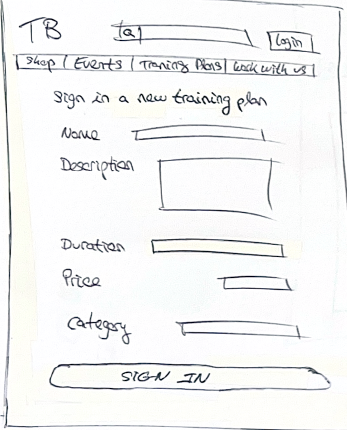 TB Login
Shop | Events | Traning Plans | Work with us
Sign in a new training plan
Name
Description
Duration
Price
Category
SIGN IN